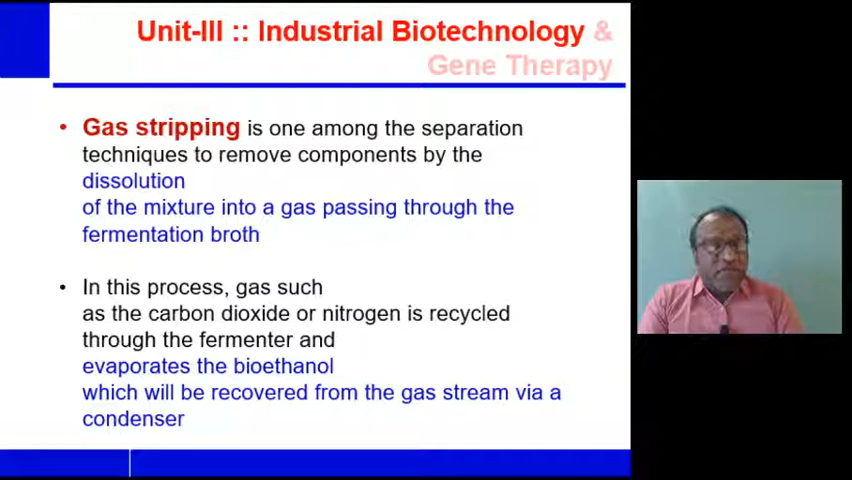 Unit-III :: Industrial Biotechnology &
Gene Therapy
• Gas stripping is one among the separation
techniques to remove components by the
dissolution
of the mixture into a gas passing through the
fermentation broth
• In this process, gas such
as the carbon dioxide or nitrogen is recycled
through the fermenter and
evaporates the bioethanol
which will be recovered from the gas stream via a
condenser